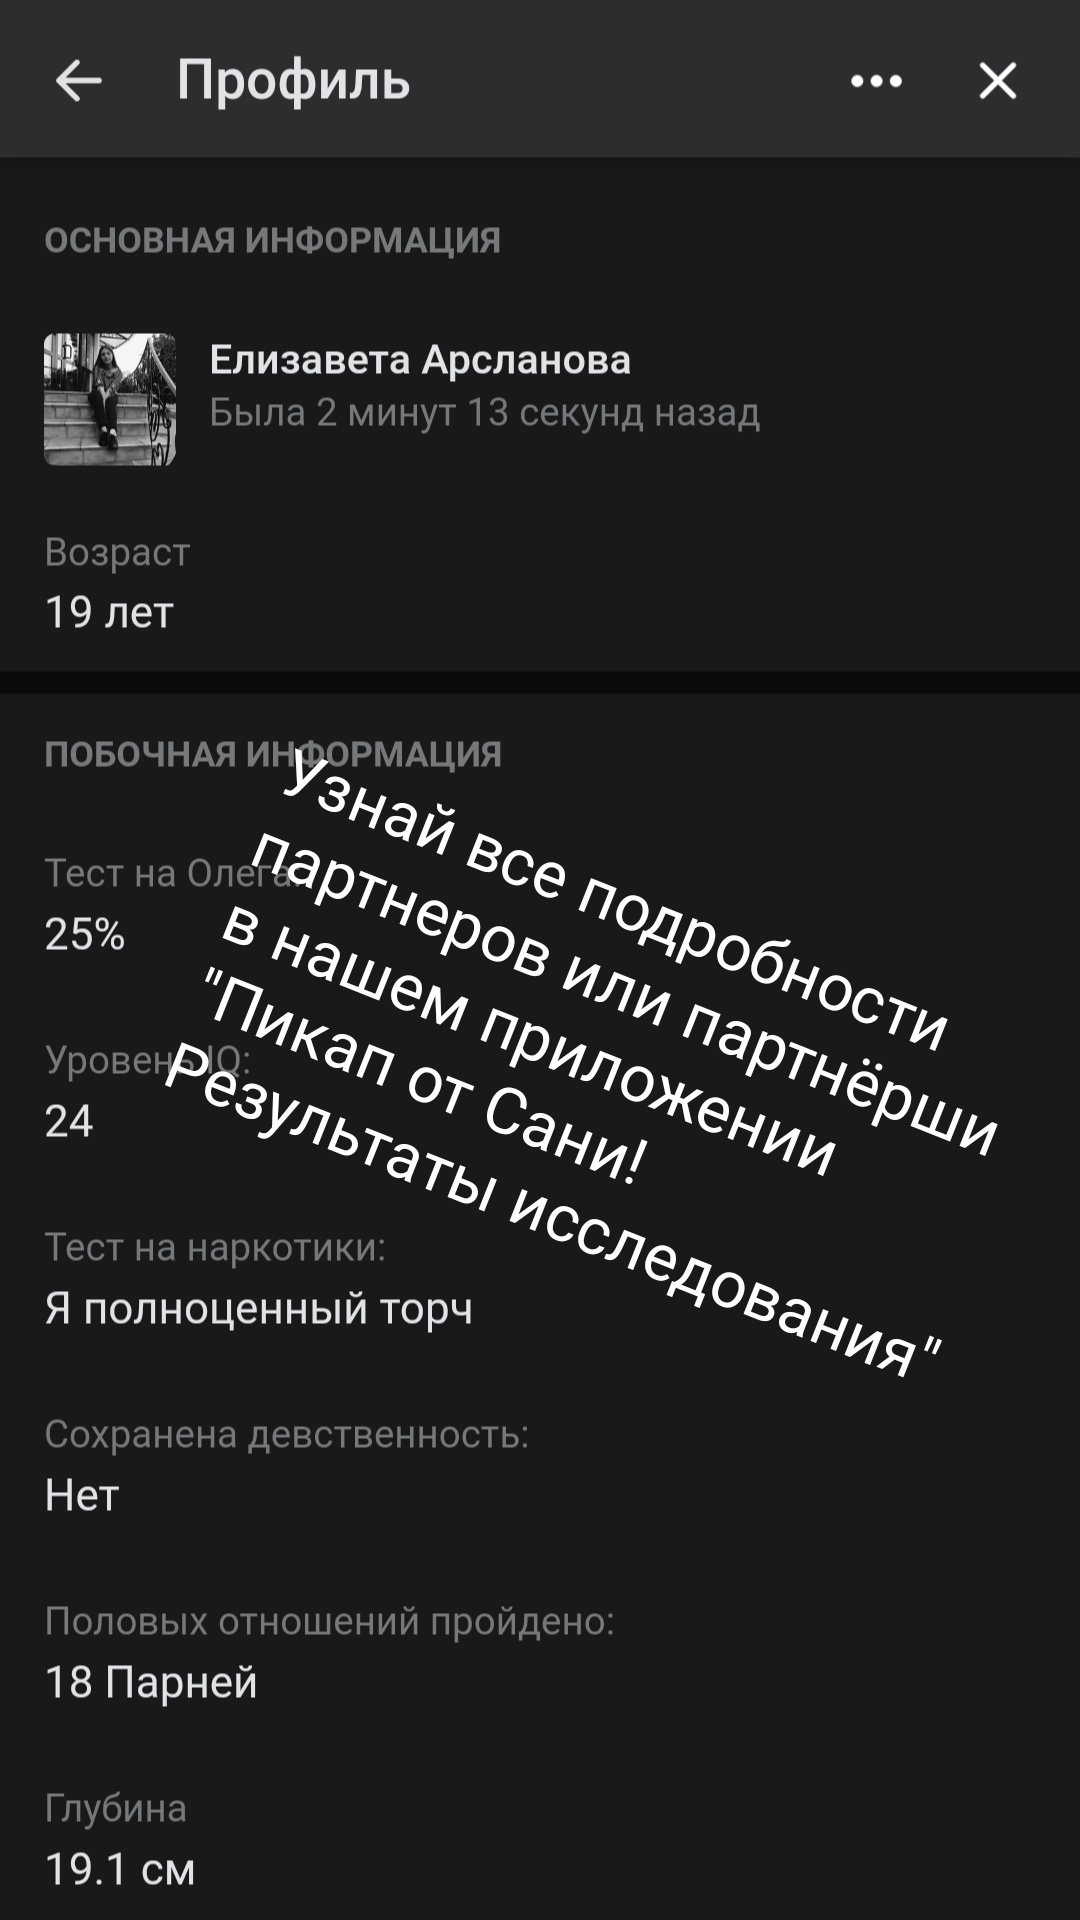 Профиль
ОСНОВНАЯ ИНФОРМАЦИЯ
Елизавета Арсланова
Была 2 минут 13 секунд назад
Возраст
19 лет
ПОБОЧНАЯ ИНФОРМАЦИЯ
Узнай все подробности
партнеров или партнёрши
в нашем приложении
"Пикап от Сани!
Результаты исследования"
Тест на Олега:
25%
Уровень IQ:
24
Тест на наркотики:
Я полноценный торч
Сохранена девственность:
Нет
Половых отношений пройдено:
18 Парней
Глубина
19.1 см